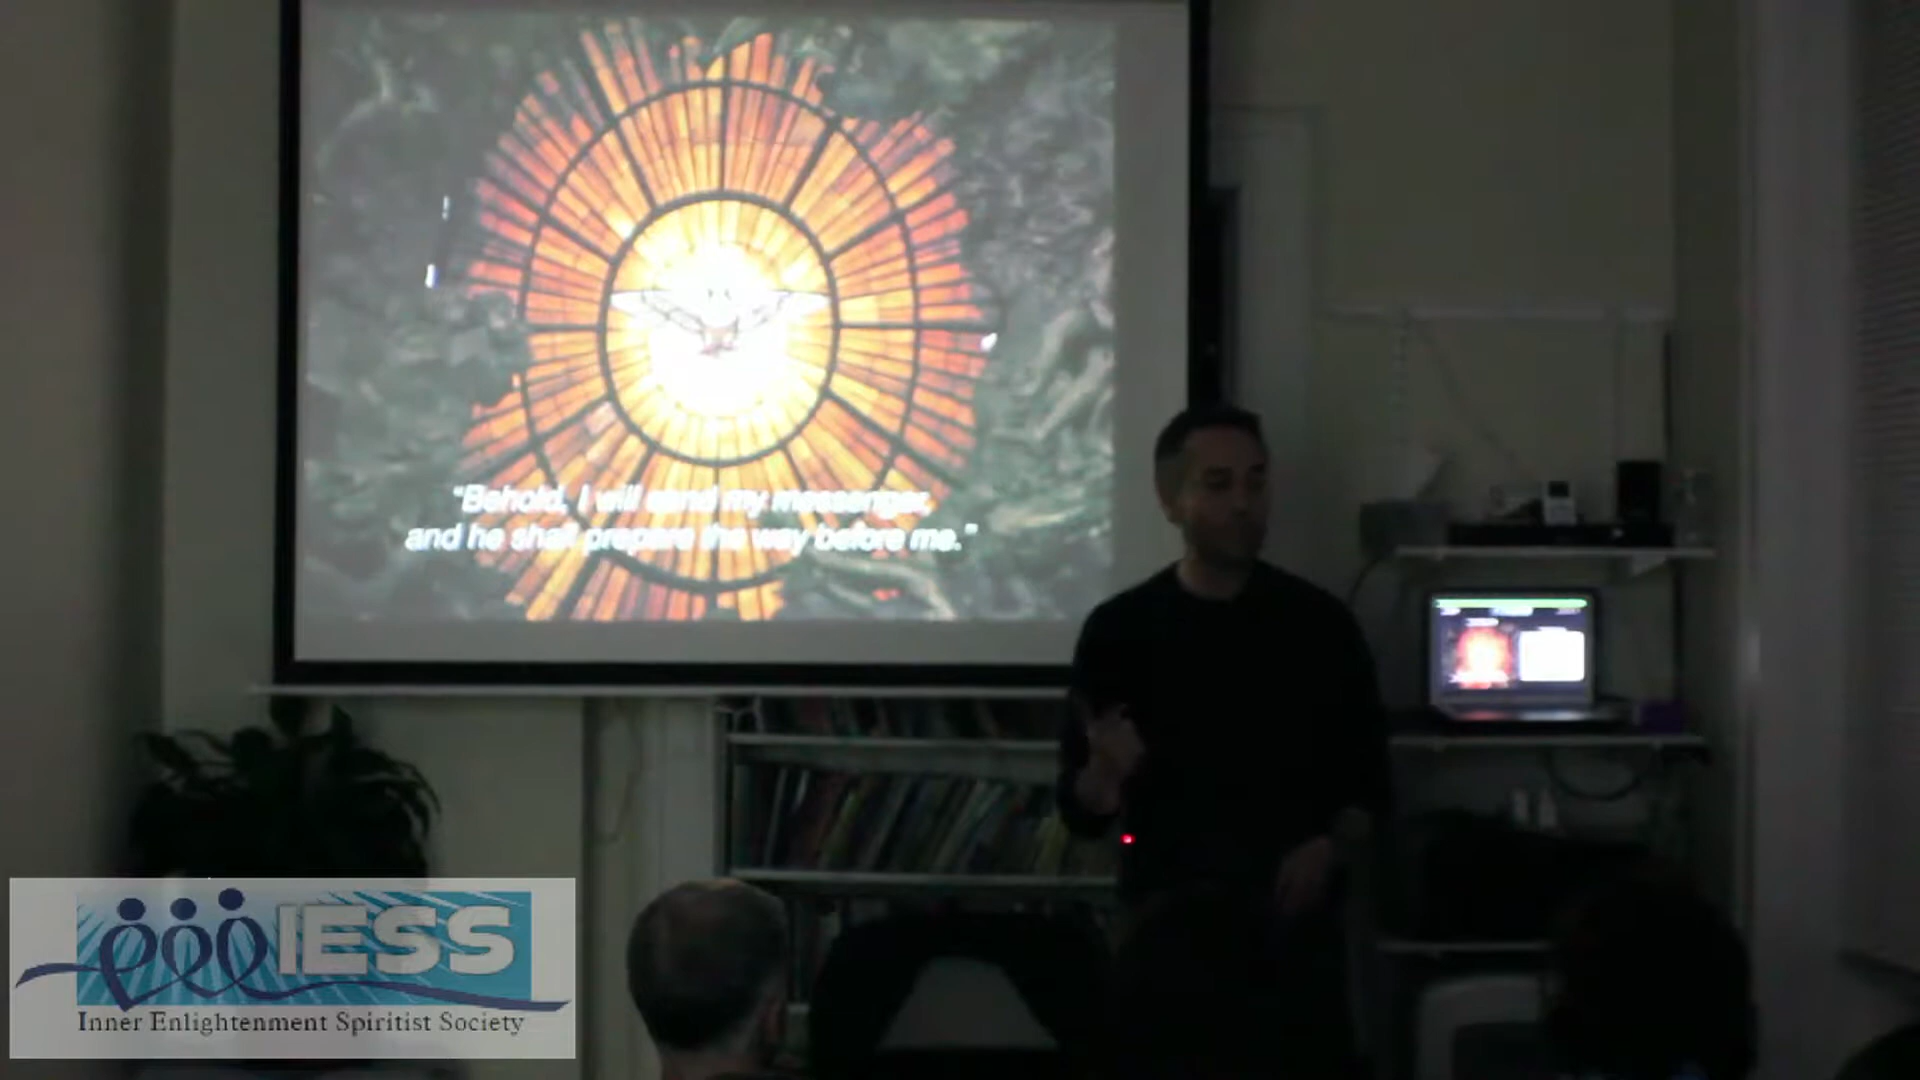 “Behold, I will send my messenger,
and he shall prepare the way before me.”
IESS
Inner Enlightenment Spiritist Society